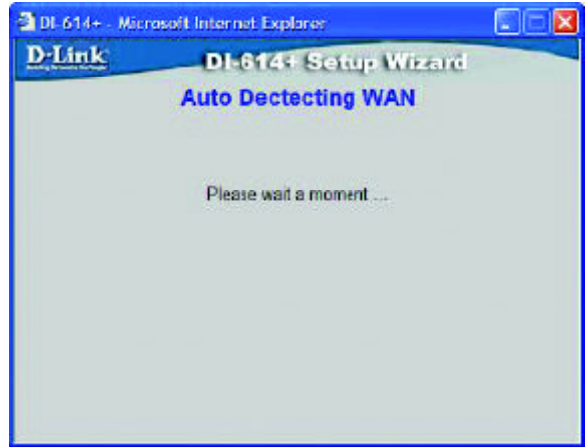 DI-614+ - Microsoft Internet Explorer
D-Link
DI-614+ Setup Wizard
Auto Dectecting WAN
Please wait a moment ...